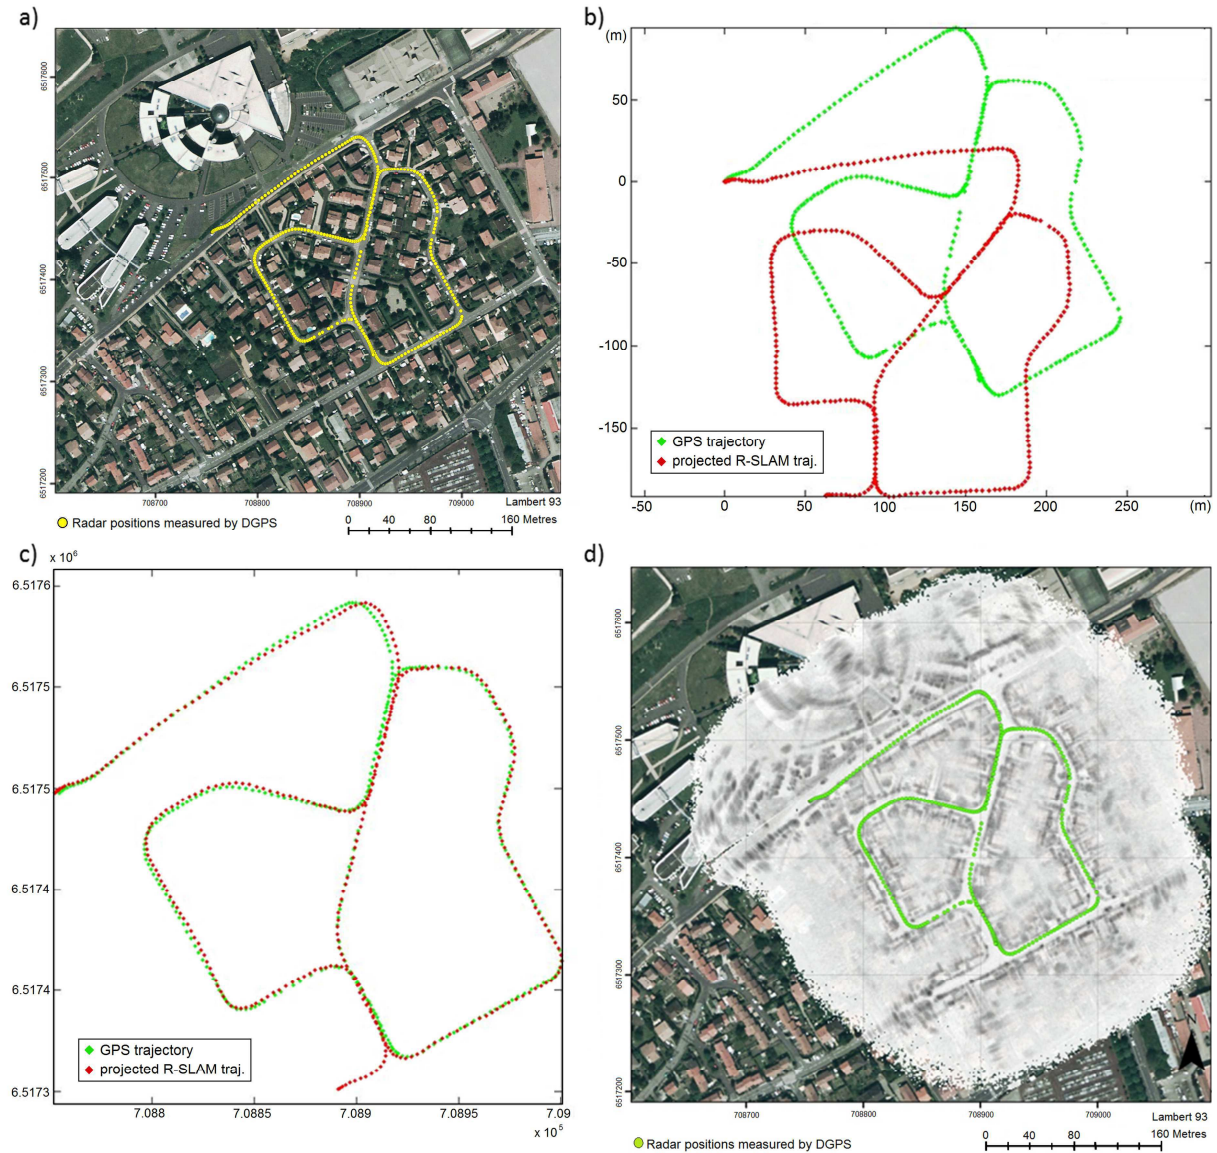 a)
6517600
6517500
6517400
6517300
6517200
708700 708800 708900 709000 Lambert 93
Radar positions measured by DGPS
0 40 80 160 Metres
b)
(m)
50
0
-50
-100
-150
GPS trajectory
projected R-SLAM traj.
-50 0 50 100 150 200 250 (m)
c)
x 10⁶
6.5176
6.5175
6.5175
6.5174
6.5174
6.5173
GPS trajectory
projected R-SLAM traj.
7.088 7.0885 7.089 7.0895 7.09
x 10⁵
d)
6517600
6517500
6517400
6517300
6517200
708700 708800 708900 709000 Lambert 93
Radar positions measured by DGPS
0 40 80 160 Metres